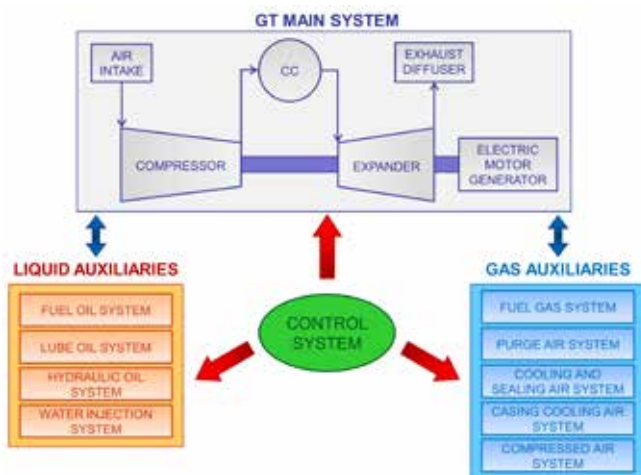 GT MAIN SYSTEM
AIR
INTAKE
CC
EXHAUST
DIFFUSER
COMPRESSOR
EXPANDER
ELECTRIC
MOTOR
GENERATOR
LIQUID AUXILIARIES
FUEL OIL SYSTEM
LUBE OIL SYSTEM
HYDRAULIC OIL
SYSTEM
WATER INJECTION
SYSTEM
CONTROL
SYSTEM
GAS AUXILIARIES
FUEL GAS SYSTEM
PURGE AIR SYSTEM
COOLING AND
SEALING AIR SYSTEM
CASING COOLING AIR
SYSTEM
COMPRESSED AIR
SYSTEM